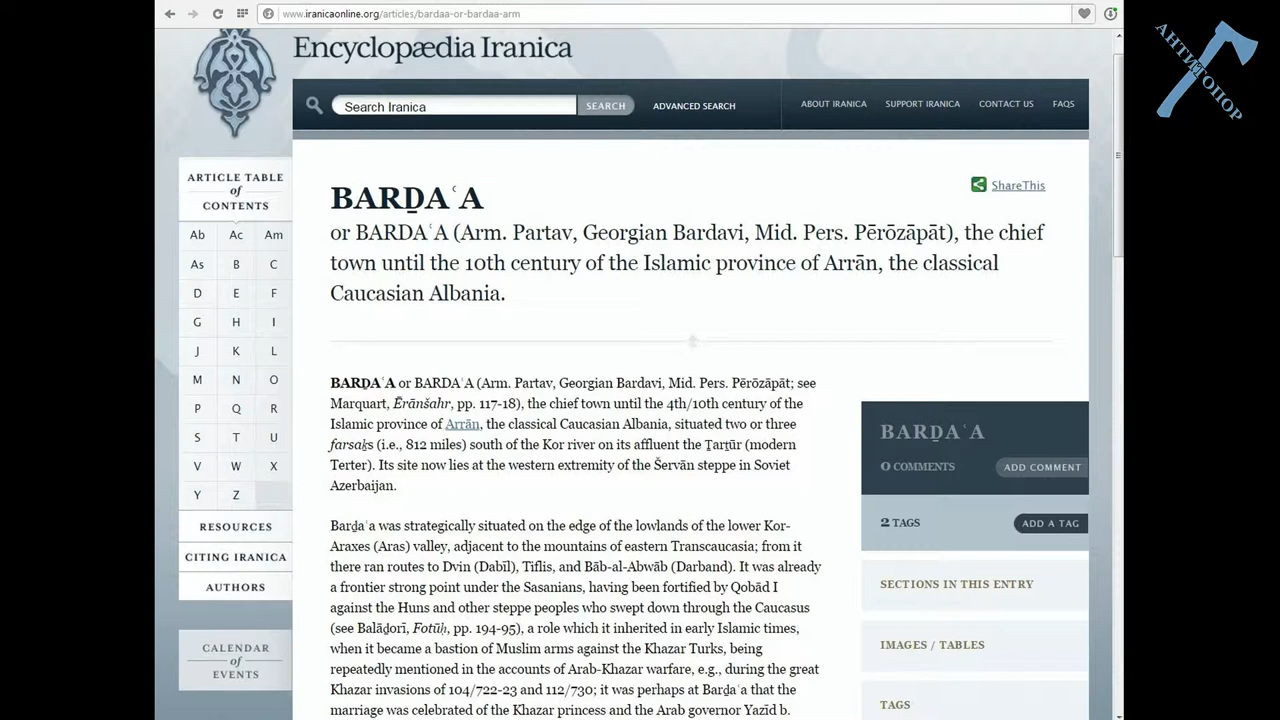 www.iranicaonline.org/articles/bardaa-or-bardaa-arm
АНТИТОПОР
Encyclopædia Iranica
Search Iranica
SEARCH
ADVANCED SEARCH
ABOUT IRANICA
SUPPORT IRANICA
CONTACT US
FAQS
ARTICLE TABLE
of
CONTENTS
Ab Ac Am
As B C
D E F
G H I
J K L
M N O
P Q R
S T U
V W X
Y Z
RESOURCES
CITING IRANICA
AUTHORS
CALENDAR
of
EVENTS
ShareThis
BARḎAʿA
or BARDAʿA (Arm. Partav, Georgian Bardavi, Mid. Pers. Pērōzāpāt), the chief
town until the 10th century of the Islamic province of Arrān, the classical
Caucasian Albania.
BARḎAʿA or BARDAʿA (Arm. Partav, Georgian Bardavi, Mid. Pers. Pērōzāpāt; see
Marquart, Ērānšahr, pp. 117-18), the chief town until the 4th/10th century of the
Islamic province of Arrān, the classical Caucasian Albania, situated two or three
farsaḵs (i.e., 812 miles) south of the Kor river on its affluent the Ṯarṯūr (modern
Terter). Its site now lies at the western extremity of the Šervān steppe in Soviet
Azerbaijan.
Barḏaʿa was strategically situated on the edge of the lowlands of the lower Kor-
Araxes (Aras) valley, adjacent to the mountains of eastern Transcaucasia; from it
there ran routes to Dvin (Dabīl), Tiflis, and Bāb-al-Abwāb (Darband). It was already
a frontier strong point under the Sasanians, having been fortified by Qobāḏ I
against the Huns and other steppe peoples who swept down through the Caucasus
(see Balāḏorī, Fotūḥ, pp. 194-95), a role which it inherited in early Islamic times,
when it became a bastion of Muslim arms against the Khazar Turks, being
repeatedly mentioned in the accounts of Arab-Khazar warfare, e.g., during the great
Khazar invasions of 104/722-23 and 112/730; it was perhaps at Barḏaʿa that the
marriage was celebrated of the Khazar princess and the Arab governor Yazīd b.
BARḎAʿA
0 COMMENTS
ADD COMMENT
2 TAGS
ADD A TAG
SECTIONS IN THIS ENTRY
IMAGES / TABLES
TAGS